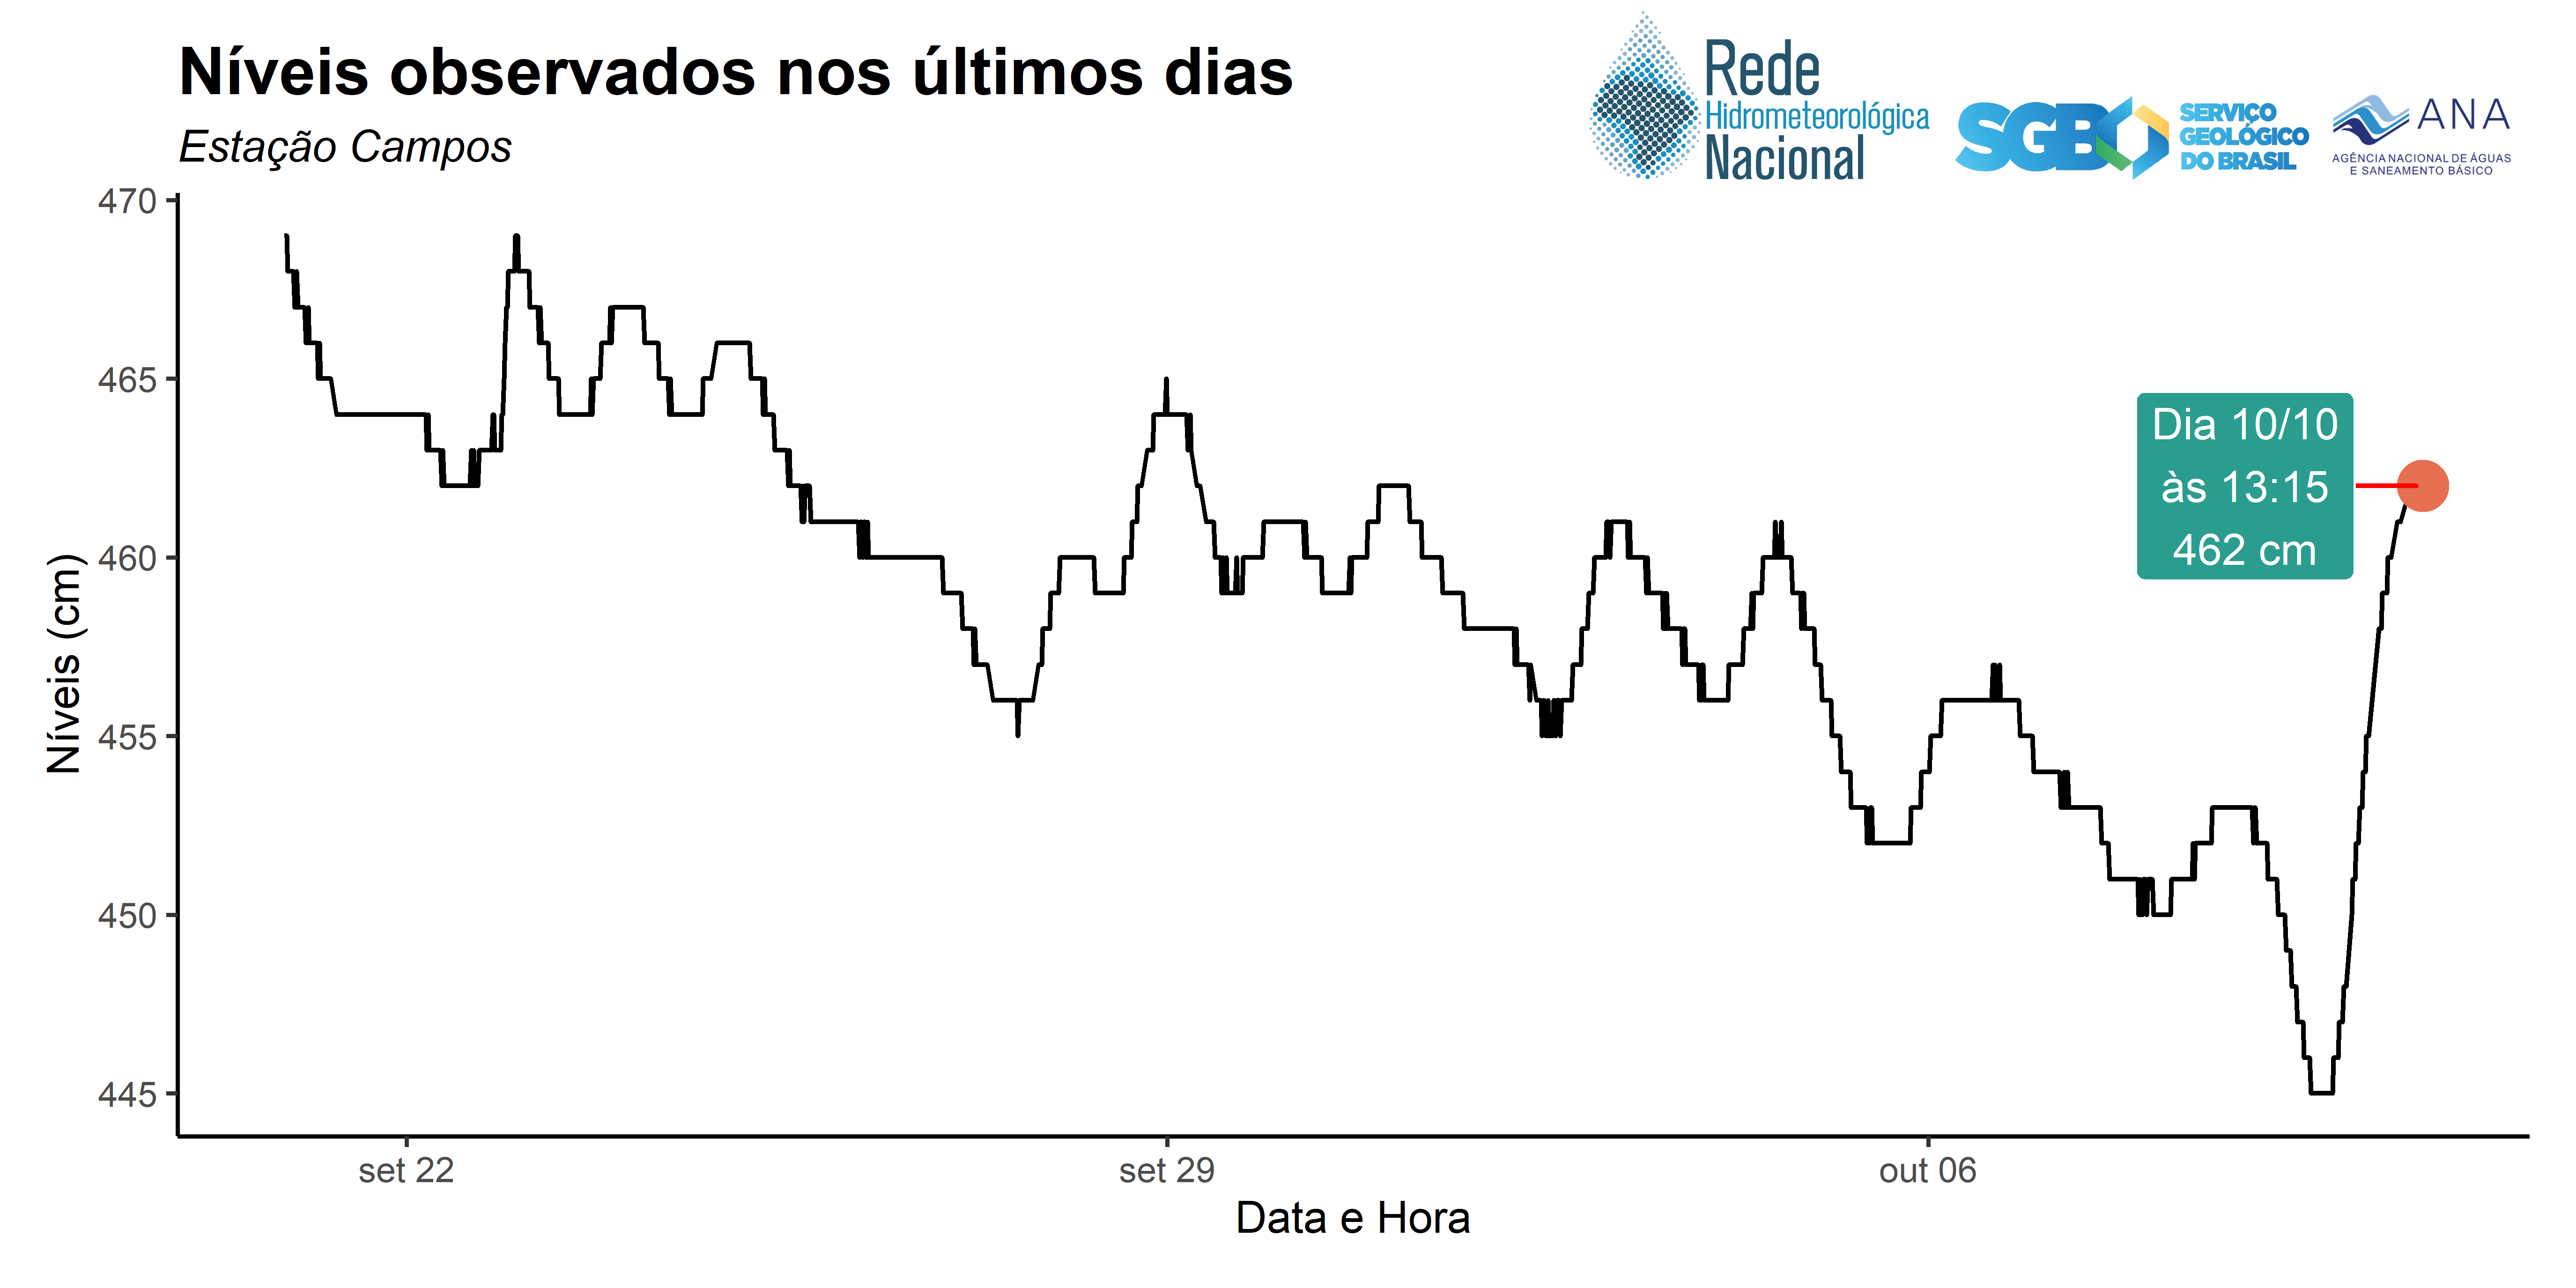 Níveis observados nos últimos dias
Estação Campos
Rede
Hidrometeorológica
Nacional
SGB
SERVIÇO
GEOLÓGICO
DO BRASIL
ANA
AGÊNCIA NACIONAL DE ÁGUAS
E SANEAMENTO BÁSICO
Níveis (cm)
470
465
460
455
450
445
Dia 10/10
às 13:15
462 cm
set 22
set 29
out 06
Data e Hora